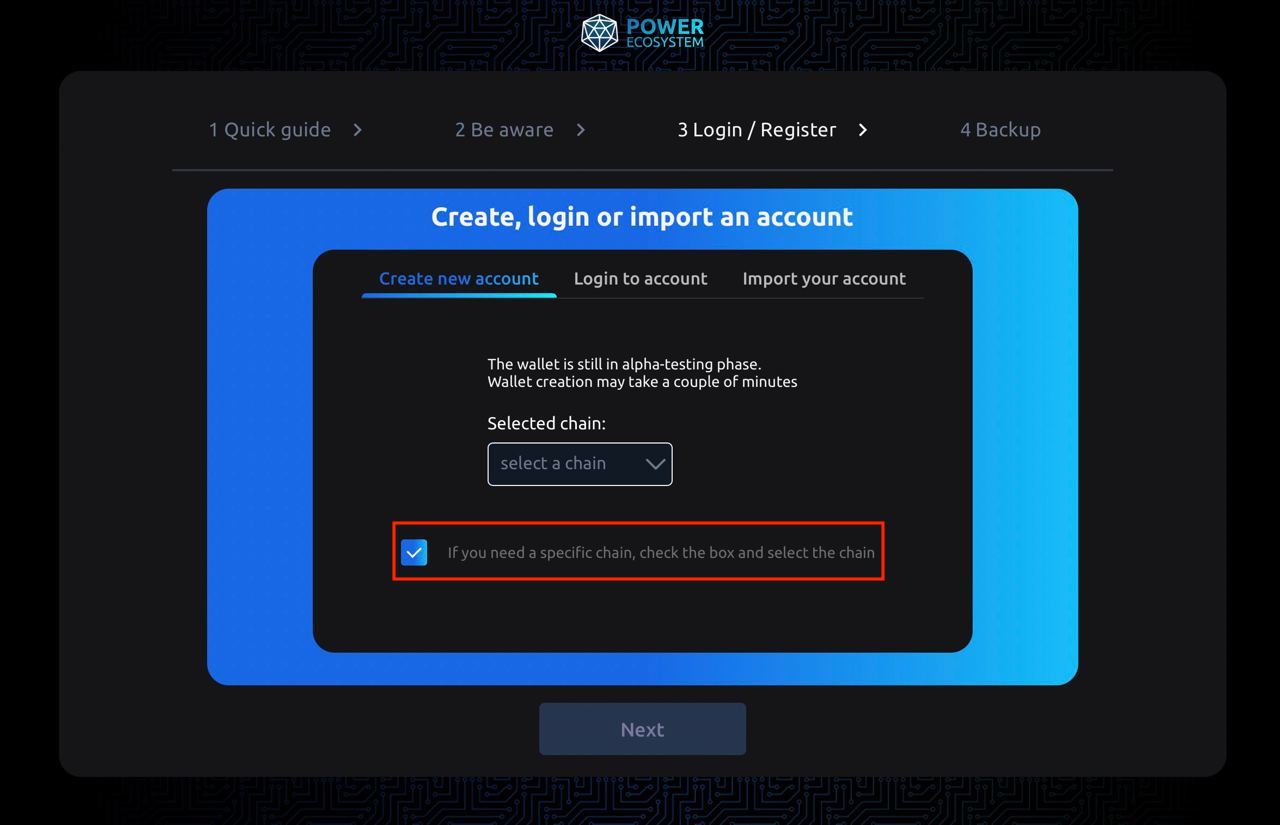 POWER
ECOSYSTEM
1 Quick guide
2 Be aware
3 Login / Register
4 Backup
Create, login or import an account
Create new account
Login to account
Import your account
The wallet is still in alpha-testing phase.
Wallet creation may take a couple of minutes
Selected chain:
select a chain
If you need a specific chain, check the box and select the chain
Next